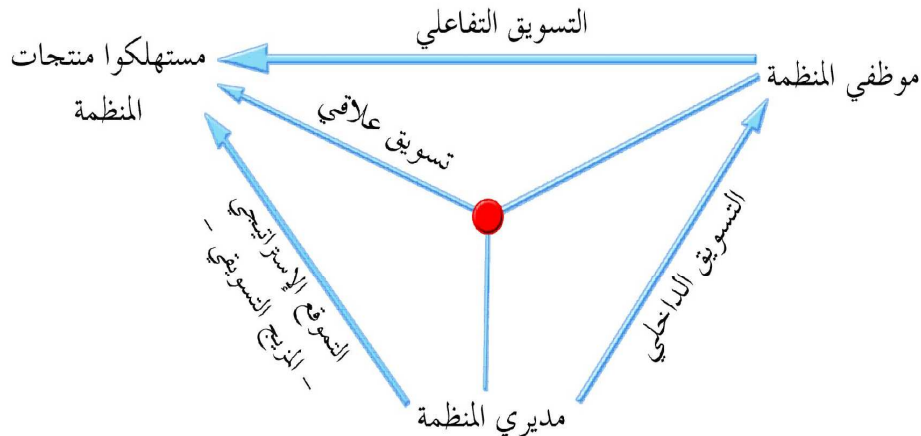 التسويق التفاعلي
موظفي المنظمة
مستهلكوا منتجات
المنظمة
تسويق علاقي
التسويق الداخلي
التموقع الإستراتيجي
- المزيج التسويقي -
مديري المنظمة